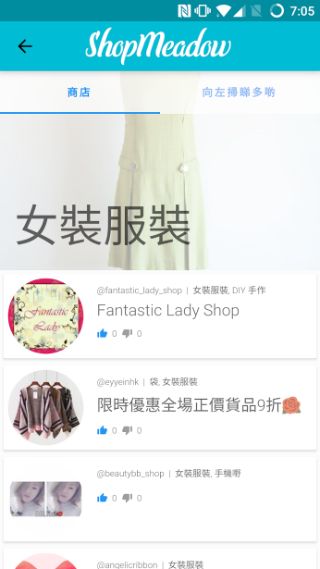 7:05
ShopMeadow
商店
向左掃睇多啲
女裝服裝
Fantastic
Lady
@fantastic_lady_shop | 女裝服裝, DIY 手作
Fantastic Lady Shop
0 0
@eyyeinhk | 袋, 女裝服裝
限時優惠全場正價貨品9折🌹
0 0
@beautybb_shop | 女裝服裝, 手機嘢
0 0
@angelicribbon | 女裝服裝